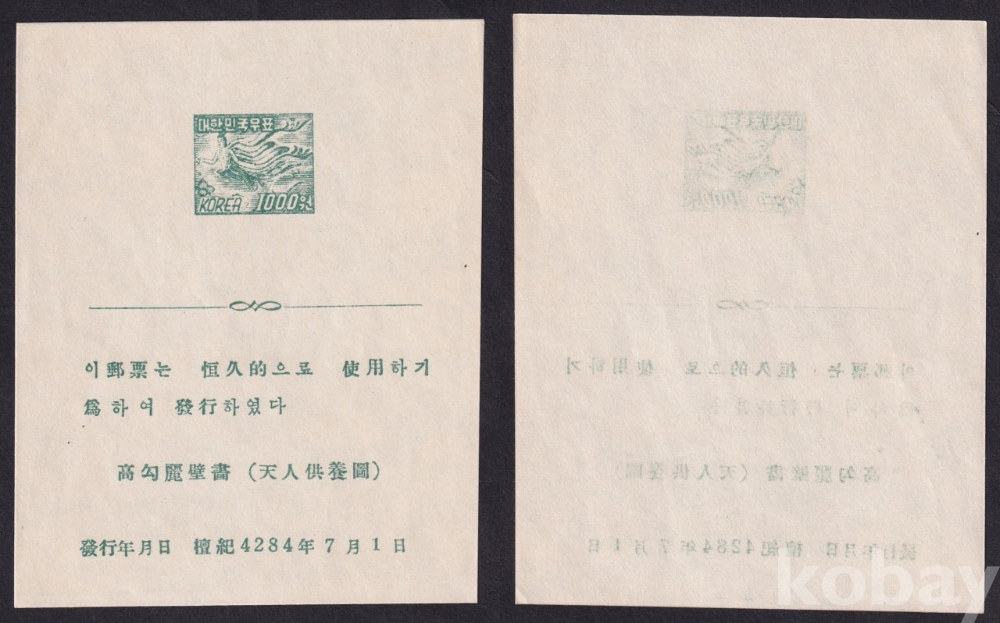 대한민국우표
KOREA 1000원
이郵票는 恒久的으로 使用하기
爲하여 發行하였다
高勾麗壁畵 (天人供養圖)
發行年月日 檀紀4284年7月1日
kobay